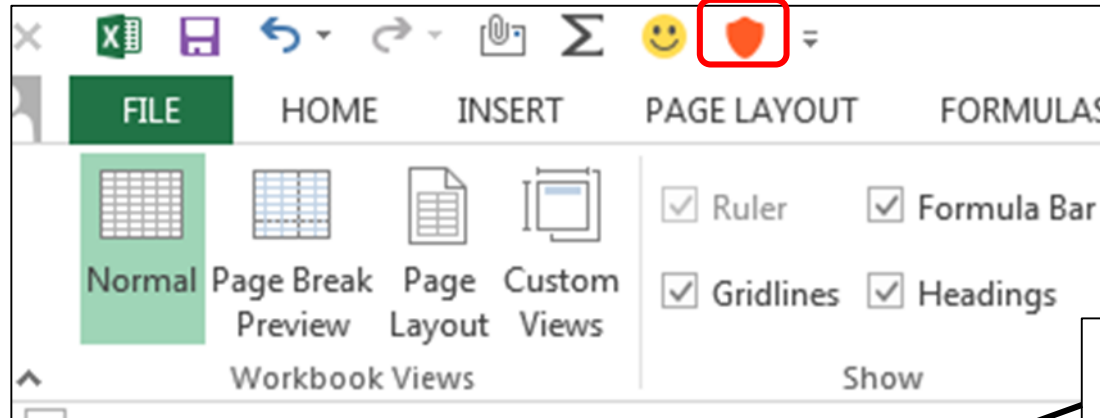 FILE HOME INSERT PAGE LAYOUT FORMULAS
Ruler Formula Bar
Normal Page Break Page Custom
Gridlines Headings
Preview Layout Views
Workbook Views Show